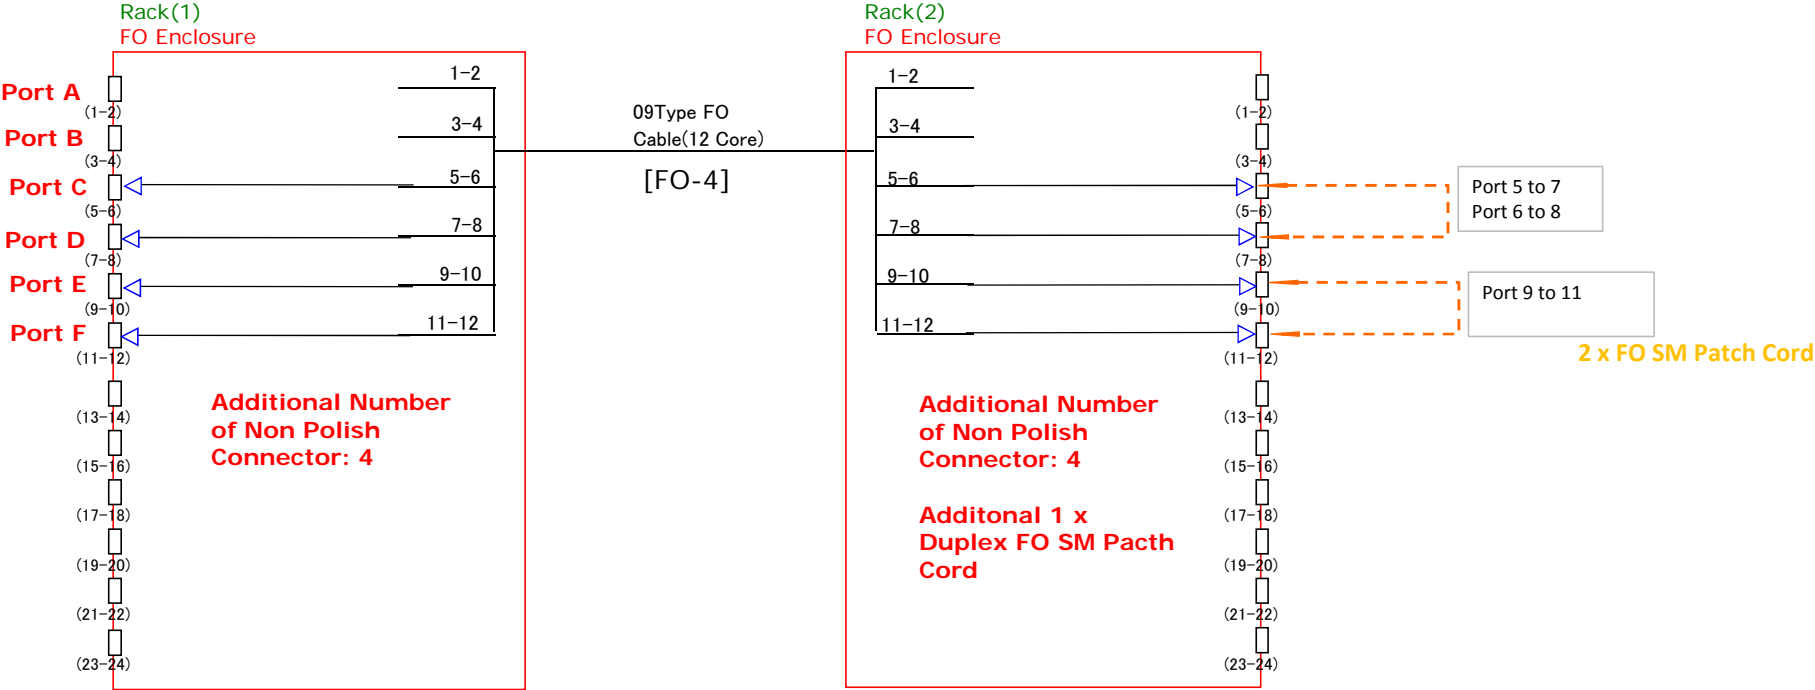 Rack(1)
FO Enclosure
Port A
(1-2)
Port B
(3-4)
Port C
(5-6)
Port D
(7-8)
Port E
(9-10)
Port F
(11-12)
(13-14)
(15-16)
(17-18)
(19-20)
(21-22)
(23-24)
1-2
3-4
5-6
7-8
9-10
11-12
Additional Number
of Non Polish
Connector: 4
09Type FO
Cable(12 Core)
[FO-4]
Rack(2)
FO Enclosure
1-2
3-4
5-6
7-8
9-10
11-12
Additional Number
of Non Polish
Connector: 4
Additonal 1 x
Duplex FO SM Pacth
Cord
(1-2)
(3-4)
(5-6)
(7-8)
(9-10)
(11-12)
(13-14)
(15-16)
(17-18)
(19-20)
(21-22)
(23-24)
Port 5 to 7
Port 6 to 8
Port 9 to 11
2 x FO SM Patch Cord